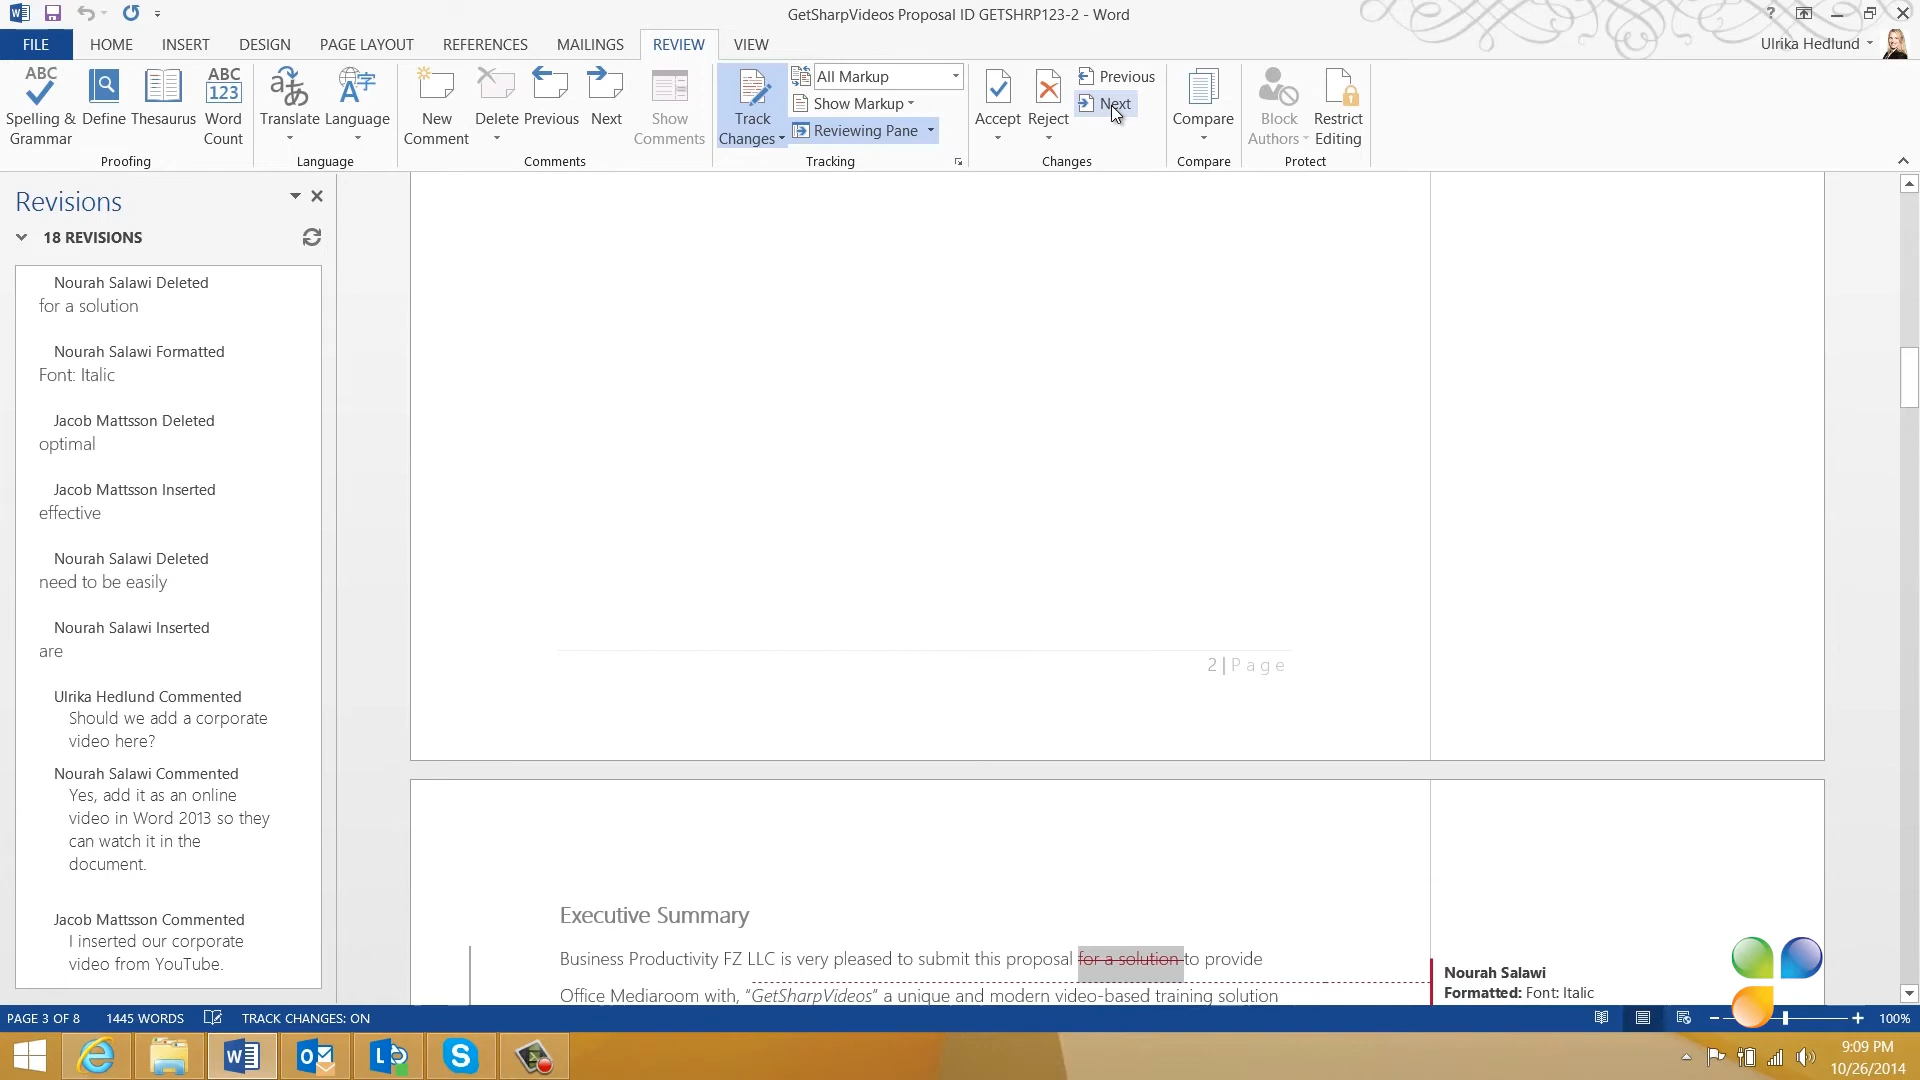 GetSharpVideos Proposal ID GETSHRP123-2 - Word
?
FILE HOME INSERT DESIGN PAGE LAYOUT REFERENCES MAILINGS REVIEW VIEW
Ulrika Hedlund
ABC
Spelling & Grammar
Define
Thesaurus
ABC 123
Word Count
Translate
Language
New Comment
Delete
Previous
Next
Show Comments
Track Changes
All Markup
Show Markup
Reviewing Pane
Accept
Reject
Previous
Next
Compare
Block Authors
Restrict Editing
Proofing
Language
Comments
Tracking
Changes
Compare
Protect
Revisions
18 REVISIONS
Nourah Salawi Deleted
for a solution
Nourah Salawi Formatted
Font: Italic
Jacob Mattsson Deleted
optimal
Jacob Mattsson Inserted
effective
Nourah Salawi Deleted
need to be easily
Nourah Salawi Inserted
are
Ulrika Hedlund Commented
Should we add a corporate
video here?
Nourah Salawi Commented
Yes, add it as an online
video in Word 2013 so they
can watch it in the
document.
Jacob Mattsson Commented
I inserted our corporate
video from YouTube.
2 | Page
Executive Summary
Business Productivity FZ LLC is very pleased to submit this proposal for a solution to provide
Office Mediaroom with, “GetSharpVideos” a unique and modern video-based training solution
Nourah Salawi
Formatted: Font: Italic
PAGE 3 OF 8 1445 WORDS TRACK CHANGES: ON
100%
9:09 PM
10/26/2014